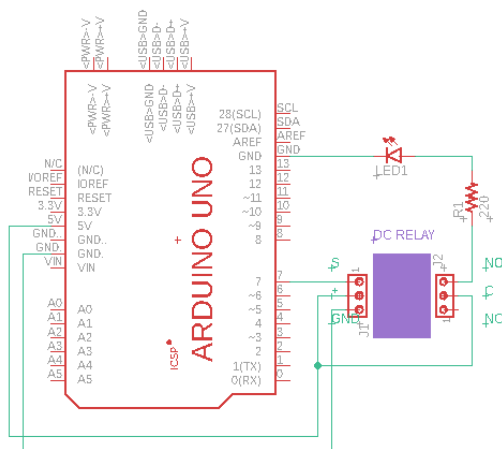 <PWR>-V
<PWR>+V
<USB>GND
<USB>D-
<USB>D+
<USB>+V
<PWR>-V
<PWR>+V
<USB>GND
<USB>D-
<USB>D+
<USB>+V
28(SCL) SCL
27(SDA) SDA
AREF AREF
GND GND
N/C (N/C) 13 13
IOREF IOREF 12 12
RESET RESET ~11 11
3.3V 3.3V ~10 10
5V 5V ~9 9
GND.. GND.. 8 8
GND. GND.
VIN VIN
7 7
~6 6
A0 A0 ~5 5
A1 A1 4 4
A2 A2 ~3 3
A3 A3 2 2
A4 A4 1(TX) 1
A5 A5 0(RX) 0
ICSP
ARDUINO UNO
LED1
R1
220
DC RELAY
S
+
GND
J1
1
J2
1
NO
C
NC